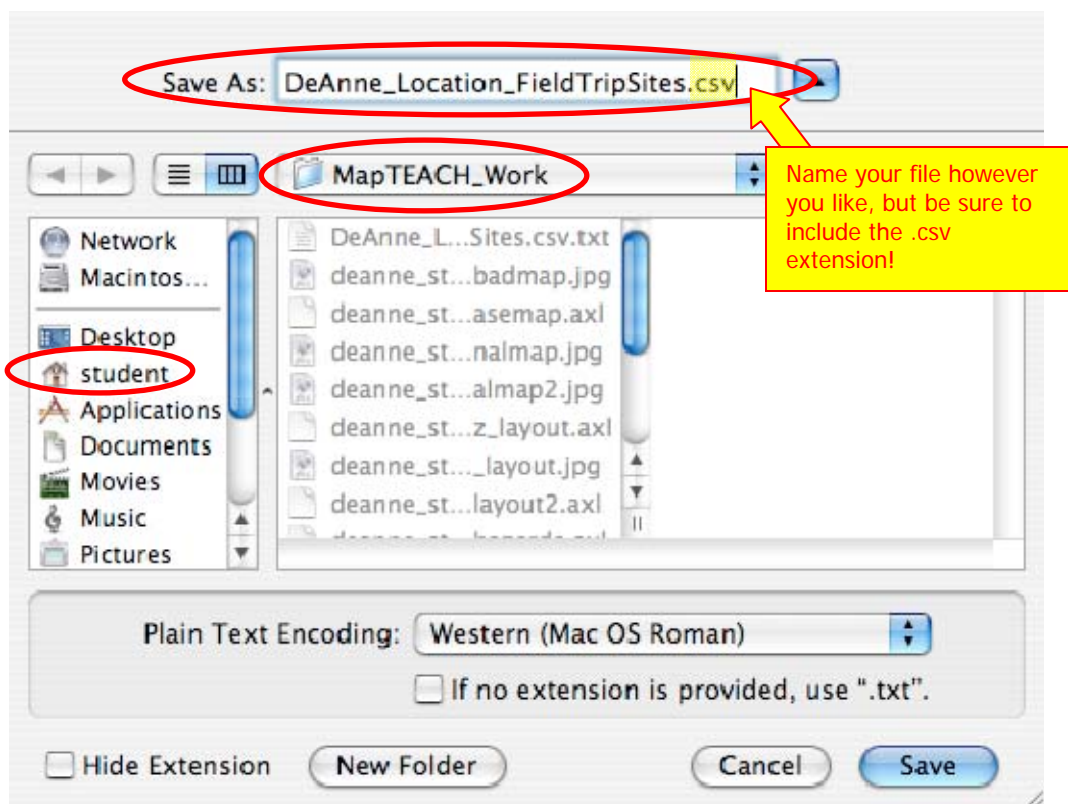 Save As: DeAnne_Location_FieldTripSites.csv
MapTEACH_Work
Name your file however
you like, but be sure to
include the .csv
extension!
Network
Macintos...
Desktop
student
Applications
Documents
Movies
Music
Pictures
DeAnne_L...Sites.csv.txt
deanne_st...badmap.jpg
deanne_st...asemap.axl
deanne_st...nalmap.jpg
deanne_st...almap2.jpg
deanne_st...z_layout.axl
deanne_st..._layout.jpg
deanne_st...layout2.axl
Plain Text Encoding: Western (Mac OS Roman)
If no extension is provided, use ".txt".
Hide Extension
New Folder
Cancel
Save